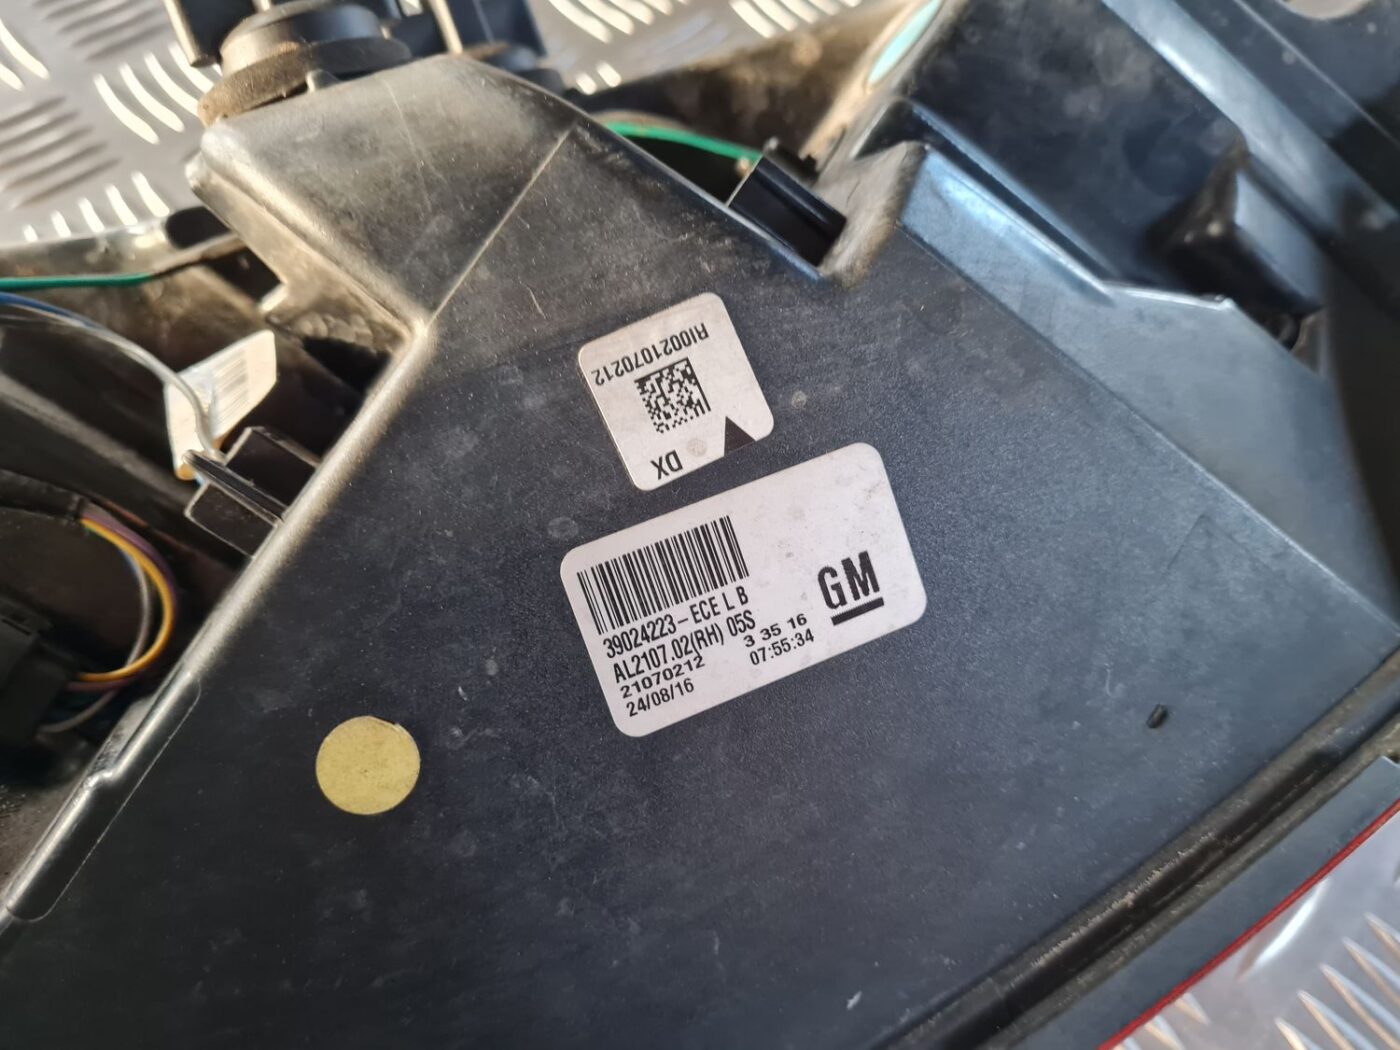 RI0021070212
DX
39024223-ECE L B
AL2107.02(RH) 05S
21070212 3 35 16
24/08/16 07:55:34
GM